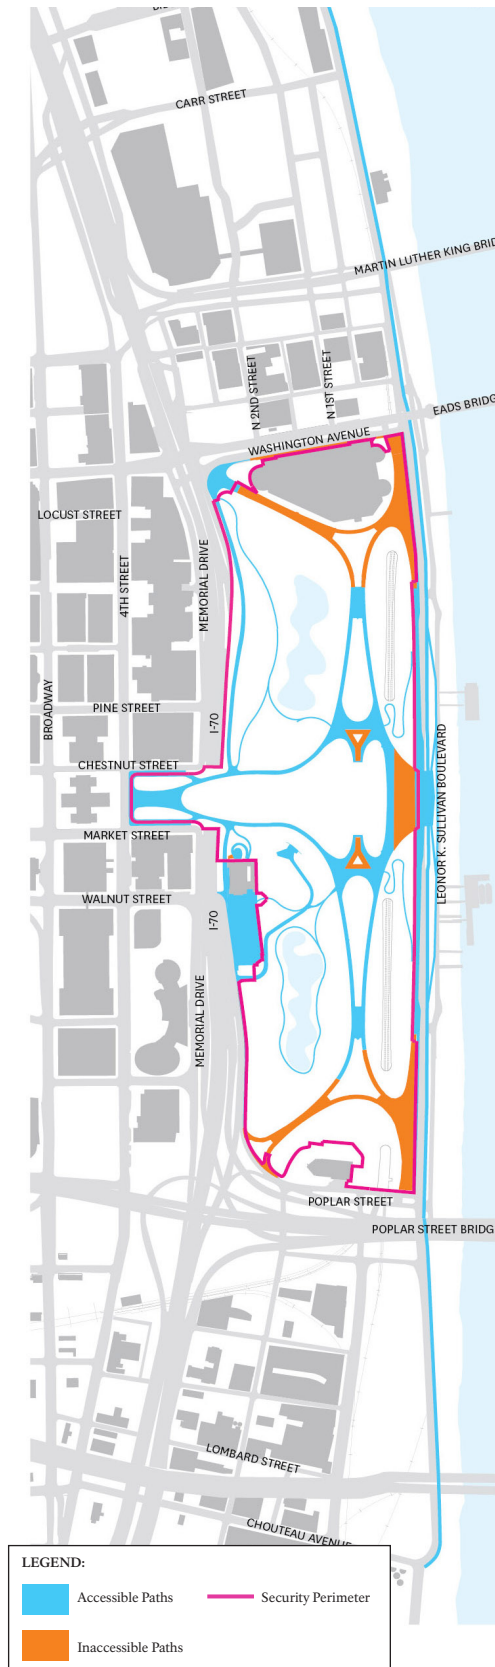 CARR STREET
MARTIN LUTHER KING BRID
N 2ND STREET
N 1ST STREET
EADS BRIDG
WASHINGTON AVENUE
LOCUST STREET
4TH STREET
MEMORIAL DRIVE
BROADWAY
PINE STREET
I-70
CHESTNUT STREET
LEONOR K. SULLIVAN BOULEVARD
MARKET STREET
WALNUT STREET
I-70
MEMORIAL DRIVE
POPLAR STREET
POPLAR STREET BRIDG
LOMBARD STREET
CHOUTEAU AVENUE
LEGEND:
Accessible Paths
Security Perimeter
Inaccessible Paths